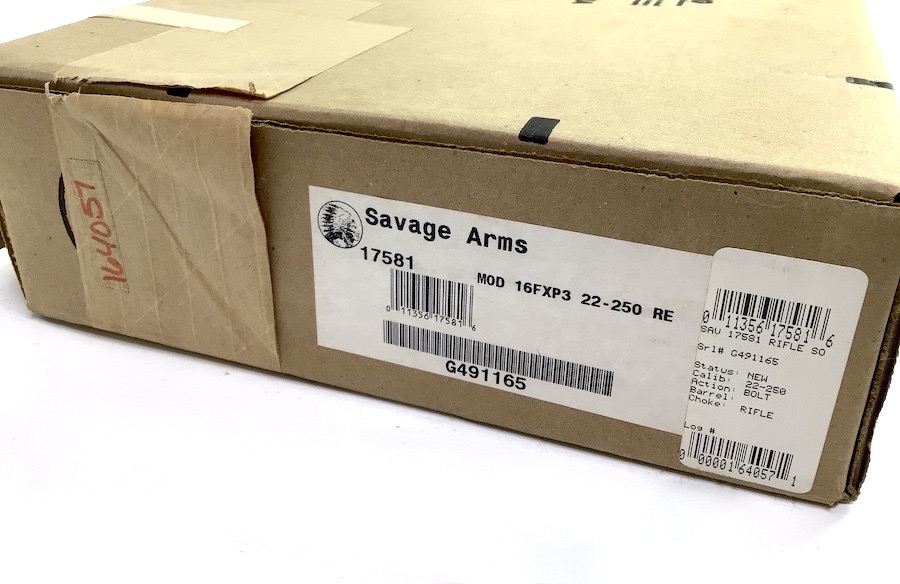 164057
Savage Arms
17581
MOD 16FXP3 22-250 RE
0 11356 17581 6
G491165
0 11356 17581 6
SAV 17581 RIFLE SO
Srl# G491165
Status: NEW
Calib: 22-250
Action: BOLT
Barrel:
Choke: RIFLE
Log #
0 00001 64057 1